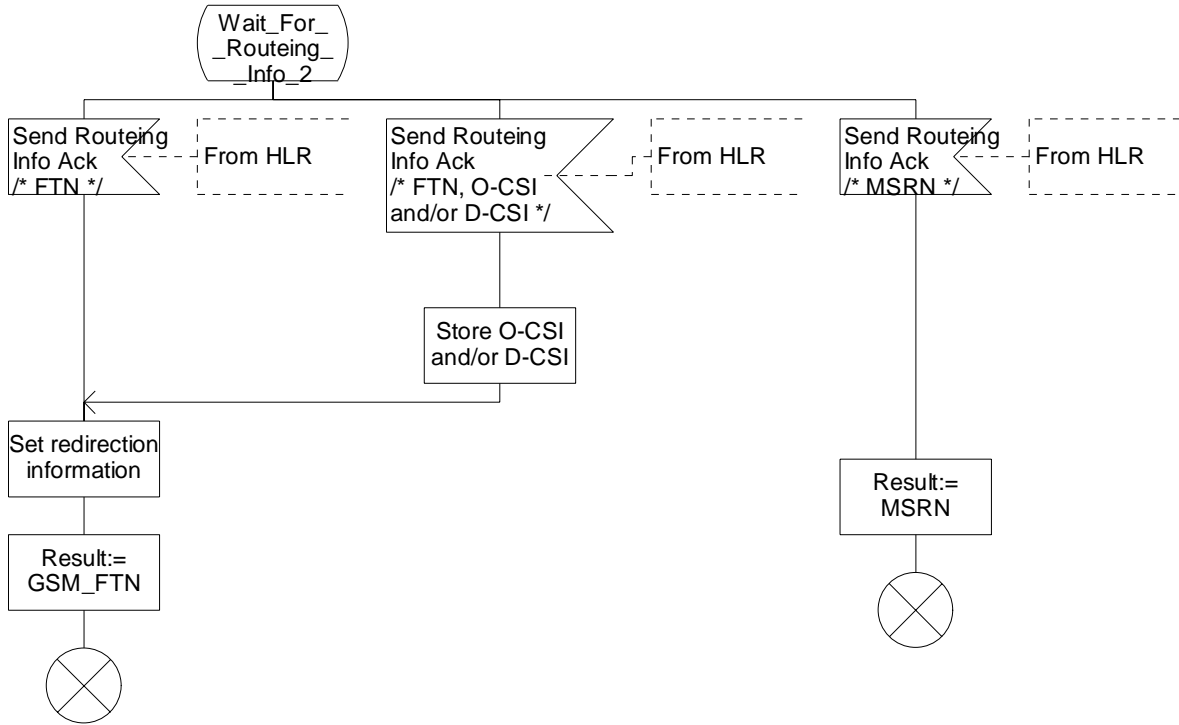 Wait_For_
_Routeing_
_Info_2
Send Routeing
Info Ack
/* FTN */
From HLR
Send Routeing
Info Ack
/* FTN, O-CSI
and/or D-CSI */
From HLR
Send Routeing
Info Ack
/* MSRN */
From HLR
Store O-CSI
and/or D-CSI
Set redirection
information
Result:=
MSRN
Result:=
GSM_FTN